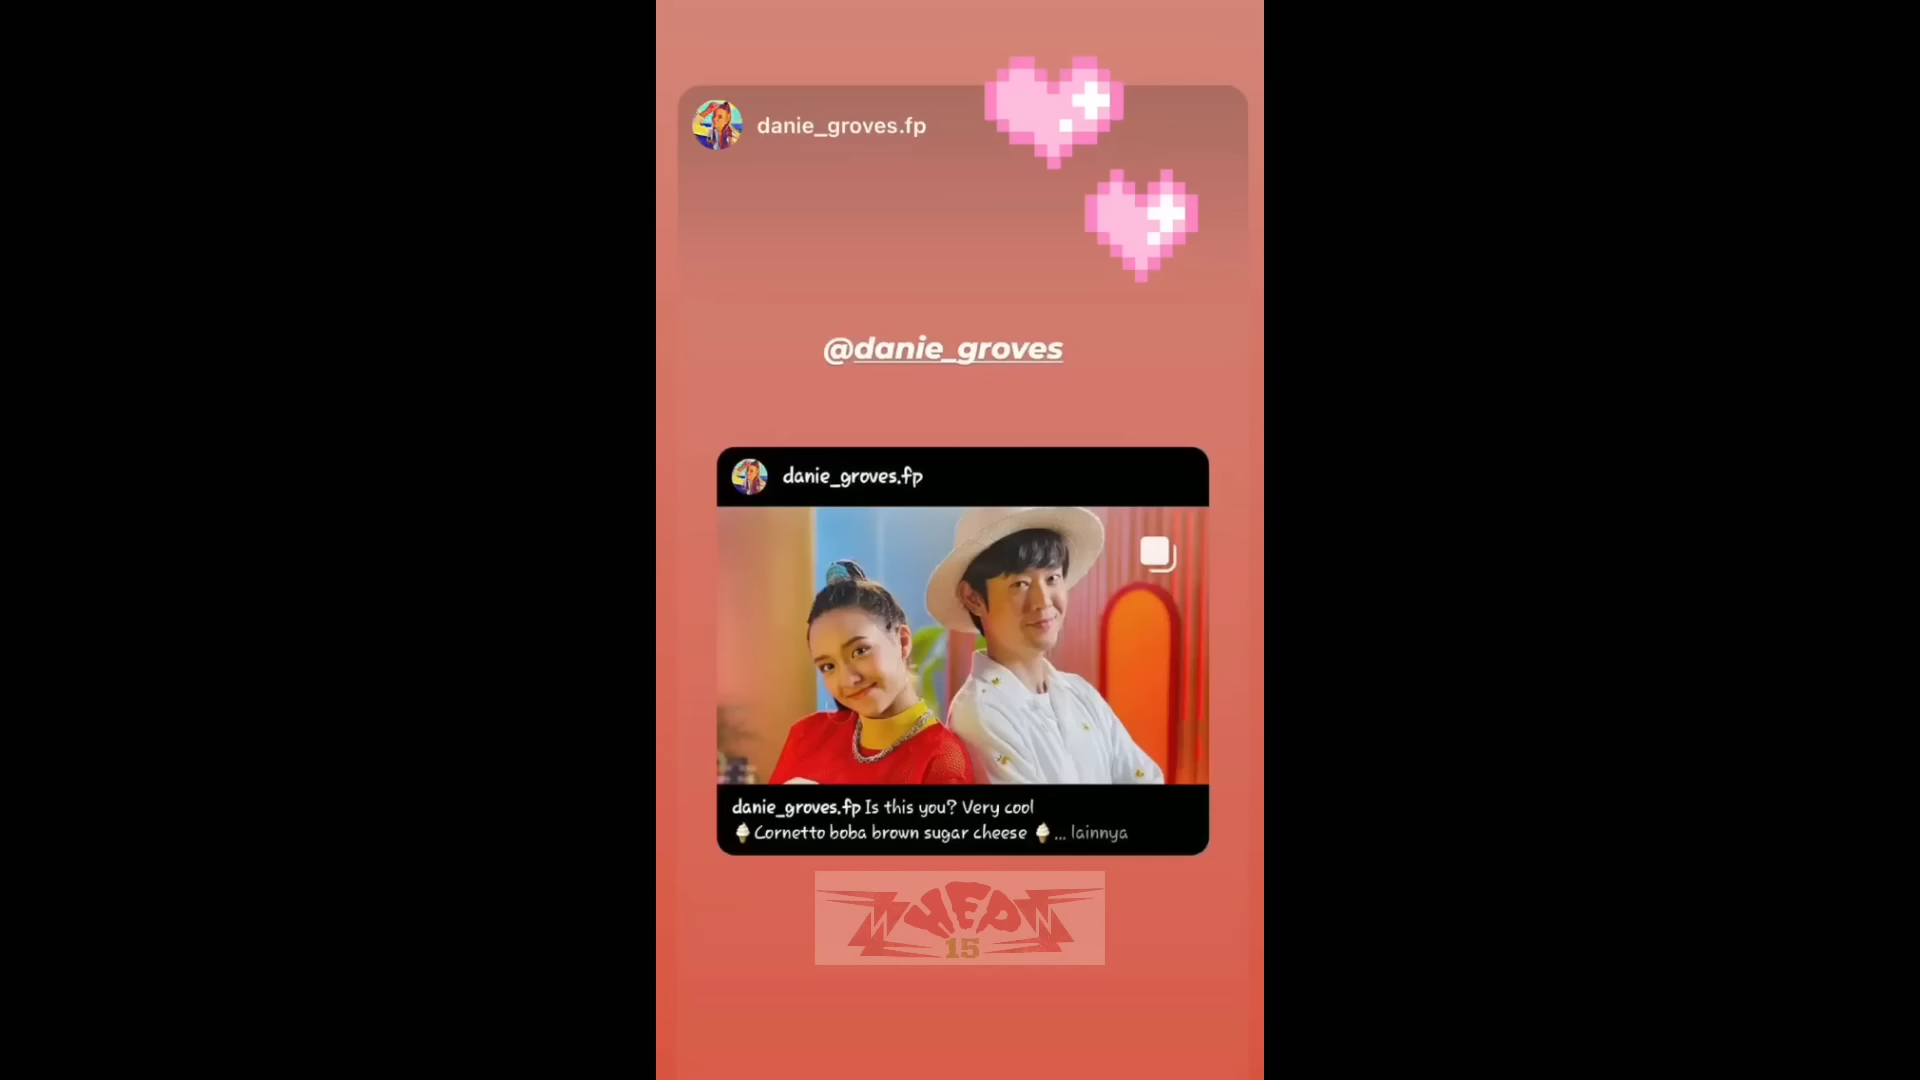 danie_groves.fp
@danie_groves
danie_groves.fp
danie_groves.fp Is this you? Very cool
🍦Cornetto boba brown sugar cheese 🍦... lainnya
15